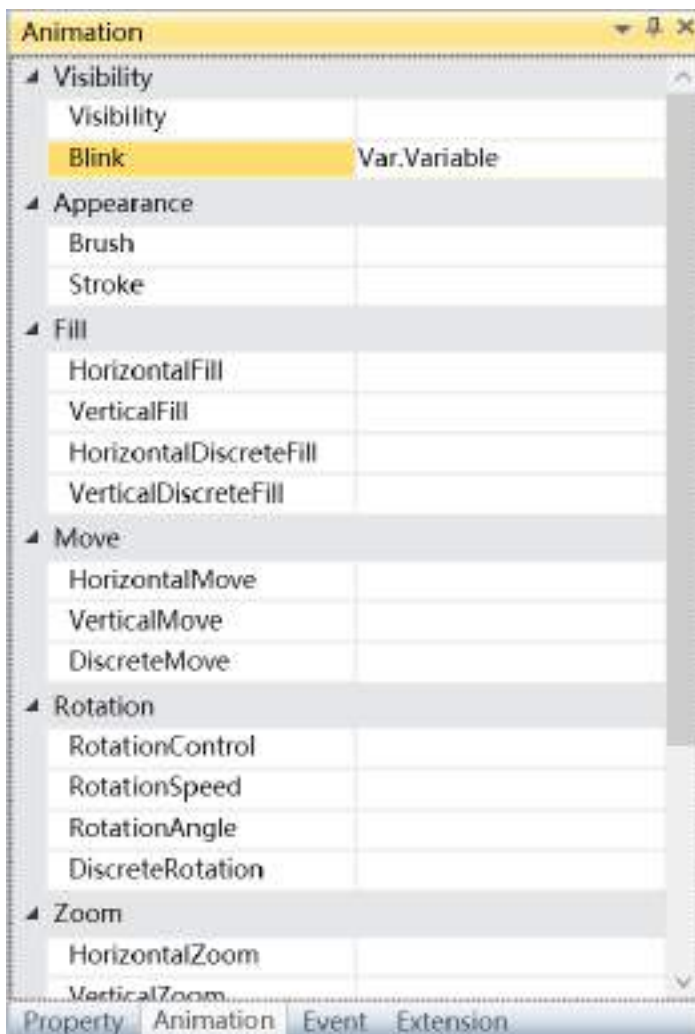 Animation
Visibility
Visibility
Blink Var.Variable
Appearance
Brush
Stroke
Fill
HorizontalFill
VerticalFill
HorizontalDiscreteFill
VerticalDiscreteFill
Move
HorizontalMove
VerticalMove
DiscreteMove
Rotation
RotationControl
RotationSpeed
RotationAngle
DiscreteRotation
Zoom
HorizontalZoom
VerticalZoom
Property Animation Event Extension